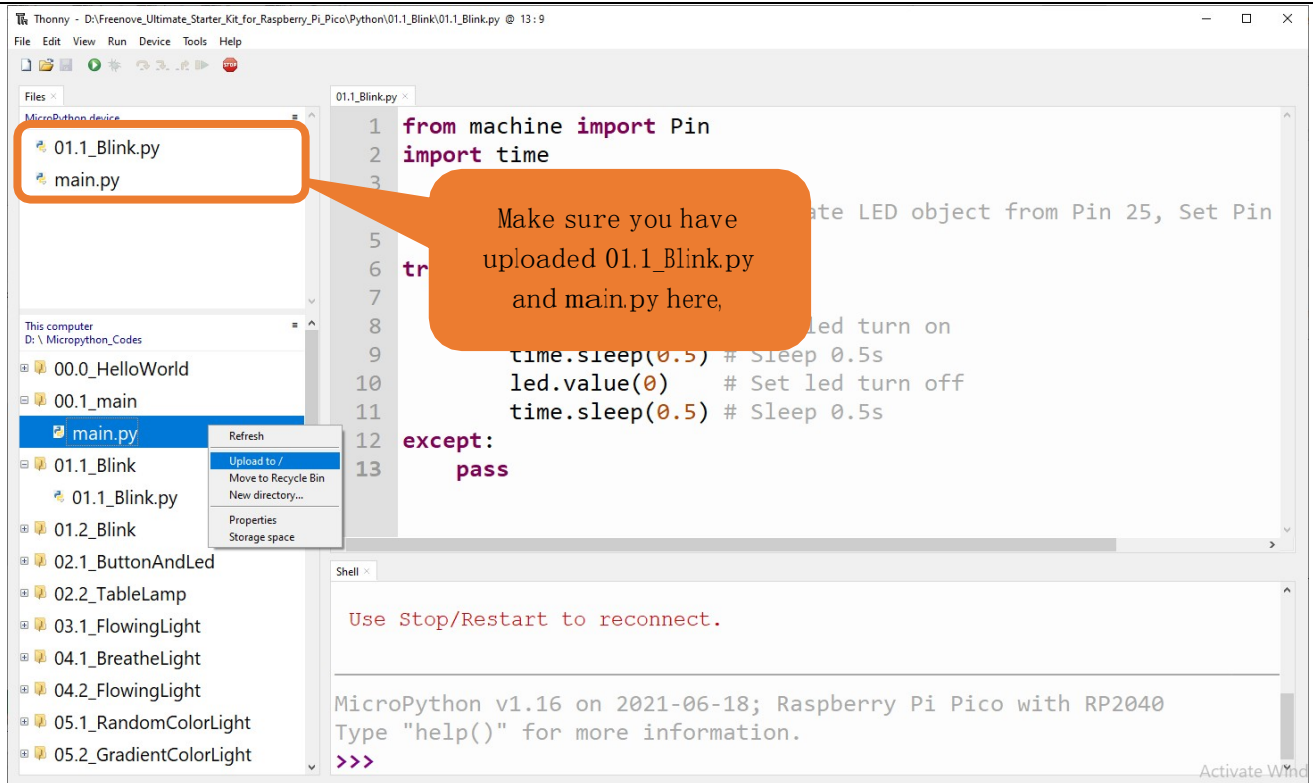 Thonny - D:\Freenove_Ultimate_Starter_Kit_for_Raspberry_Pi_Pico\Python\01.1_Blink\01.1_Blink.py @ 13:9
File Edit View Run Device Tools Help
STOP
Files
MicroPython device
01.1_Blink.py
main.py
This computer
D: \ Micropython_Codes
00.0_HelloWorld
00.1_main
main.py
01.1_Blink
01.1_Blink.py
01.2_Blink
02.1_ButtonAndLed
02.2_TableLamp
03.1_FlowingLight
04.1_BreatheLight
04.2_FlowingLight
05.1_RandomColorLight
05.2_GradientColorLight
Refresh
Upload to /
Move to Recycle Bin
New directory...
Properties
Storage space
01.1_Blink.py
1 from machine import Pin
2 import time
3
LED object from Pin 25, Set Pin
5
6 tr
7
8 led turn on
9 time.sleep(0.5) # Sleep 0.5s
10 led.value(0) # Set led turn off
11 time.sleep(0.5) # Sleep 0.5s
12 except:
13 pass
Make sure you have
uploaded 01.1_Blink.py
and main.py here,
Shell
Use Stop/Restart to reconnect.
MicroPython v1.16 on 2021-06-18; Raspberry Pi Pico with RP2040
Type "help()" for more information.
>>>
Activate Wind